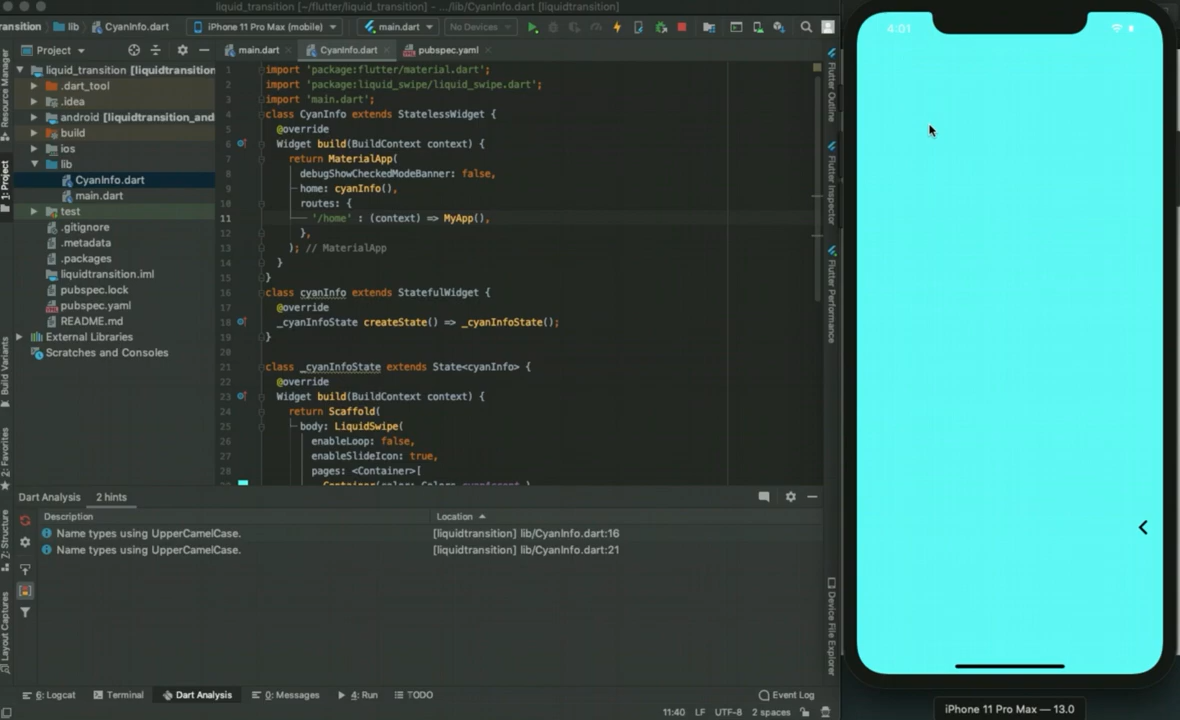 liquid_transition [~/flutter/liquid_transition] - .../lib/CyanInfo.dart [liquidtransition]
ransition
lib
CyanInfo.dart
iPhone 11 Pro Max (mobile)
main.dart
No Devices
Project
main.dart
CyanInfo.dart
pubspec.yaml
liquid_transition [liquidtransition
.dart_tool
.idea
android [liquidtransition_and
build
ios
lib
CyanInfo.dart
main.dart
test
.gitignore
.metadata
.packages
liquidtransition.iml
pubspec.lock
pubspec.yaml
README.md
External Libraries
Scratches and Consoles
Resource Manager
1: Project
Build Variants
2: Favorites
Z: Structure
Layout Captures
1 import 'package:flutter/material.dart';
2 import 'package:liquid_swipe/liquid_swipe.dart';
3 import 'main.dart';
4 class CyanInfo extends StatelessWidget {
5 @override
6 Widget build(BuildContext context) {
7 return MaterialApp(
8 debugShowCheckedModeBanner: false,
9 home: cyanInfo(),
10 routes: {
11 '/home' : (context) => MyApp(),
12 },
13 ); // MaterialApp
14 }
15 }
16 class cyanInfo extends StatefulWidget {
17 @override
18 _cyanInfoState createState() => _cyanInfoState();
19 }
20
21 class _cyanInfoState extends State<cyanInfo> {
22 @override
23 Widget build(BuildContext context) {
24 return Scaffold(
25 body: LiquidSwipe(
26 enableLoop: false,
27 enableSlideIcon: true,
28 pages: <Container>[
Flutter Outline
Flutter Inspector
Flutter Performance
Device File Explorer
Dart Analysis
2 hints
Description
Location
Name types using UpperCamelCase.
[liquidtransition] lib/CyanInfo.dart:16
Name types using UpperCamelCase.
[liquidtransition] lib/CyanInfo.dart:21
6: Logcat
Terminal
Dart Analysis
0: Messages
4: Run
TODO
Event Log
11:40
LF
UTF-8
2 spaces
4:01
iPhone 11 Pro Max — 13.0